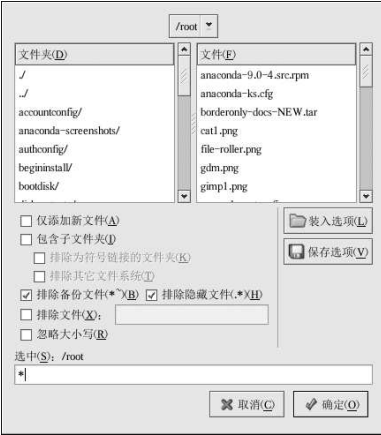 /root
文件夹(D)
文件(F)
./
../
accountconfig/
anaconda-screenshots/
authconfig/
begininstall/
bootdisk/
anaconda-9.0-4.src.rpm
anaconda-ks.cfg
borderonly-docs-NEW.tar
cat1.png
file-roller.png
gdm.png
gimp1.png
仅添加新文件(A)
包含子文件夹(I)
排除为符号链接的文件夹(K)
排除其它文件系统(T)
排除备份文件(*~)(B) 排除隐藏文件(.*)(H)
排除文件(X):
忽略大小写(R)
装入选项(L)
保存选项(V)
选中(S): /root
*
取消(C) 确定(O)